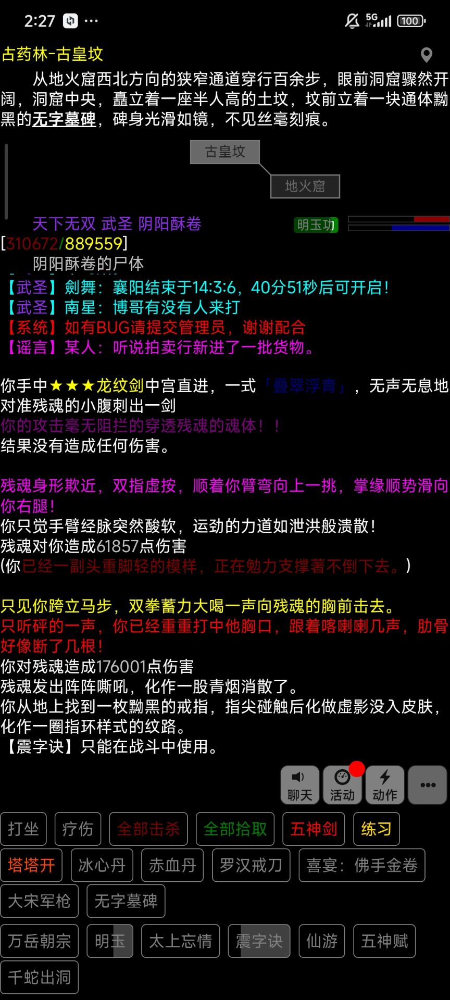 2:27 ···
5G 100
古药林-古皇坟
从地火窟西北方向的狭窄通道穿行百余步，眼前洞窟骤然开
阔，洞窟中央，矗立着一座半人高的土坟，坟前立着一块通体黝
黑的无字墓碑，碑身光滑如镜，不见丝毫刻痕。
古皇坟
地火窟
天下无双 武圣 阴阳酥卷 明玉功
[310672/889559]
阴阳酥卷的尸体
【武圣】劍舞：襄阳结束于14:3:6，40分51秒后可开启！
【武圣】南星：博哥有没有人来打
【系统】如有BUG请提交管理员，谢谢配合
【谣言】某人：听说拍卖行新进了一批货物。
你手中★★★龙纹剑中宫直进，一式「叠翠浮青」，无声无息地
对准残魂的小腹刺出一剑
你的攻击毫无阻拦的穿透残魂的魂体！！
结果没有造成任何伤害。
残魂身形欺近，双指虚按，顺着你臂弯向上一挑，掌缘顺势滑向
你右腿！
你只觉手臂经脉突然酸软，运劲的力道如泄洪般溃散！
残魂对你造成61857点伤害
(你已经一副头重脚轻的模样，正在勉力支撑著不倒下去。)
只见你跨立马步，双拳蓄力大喝一声向残魂的胸前击去。
只听砰的一声，你已经重重打中他胸口，跟着喀喇喇几声，肋骨
好像断了几根！
你对残魂造成176001点伤害
残魂发出阵阵嘶吼，化作一股青烟消散了。
你从地上找到一枚黝黑的戒指，指尖碰触后化做虚影没入皮肤，
化作一圈指环样式的纹路。
【震字诀】只能在战斗中使用。
聊天 活动 动作
打坐 疗伤 全部击杀 全部拾取 五神剑 练习
塔塔开 冰心丹 赤血丹 罗汉戒刀 喜宴：佛手金卷
大宋军枪 无字墓碑
万岳朝宗 明玉 太上忘情 震字诀 仙游 五神赋
千蛇出洞